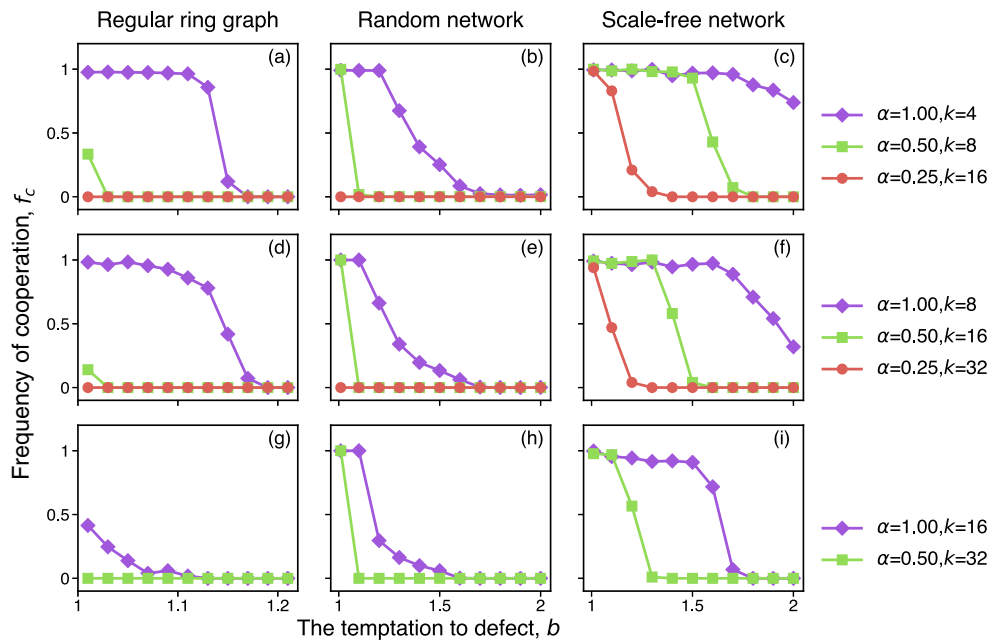 Regular ring graph
Random network
Scale-free network
(a)
(b)
(c)
1
0.5
0
α=1.00,k=4
α=0.50,k=8
α=0.25,k=16
(d)
(e)
(f)
1
0.5
0
α=1.00,k=8
α=0.50,k=16
α=0.25,k=32
(g)
(h)
(i)
1
0.5
0
α=1.00,k=16
α=0.50,k=32
1 1.1 1.2
1 1.5 2
1 1.5 2
Frequency of cooperation, fc
The temptation to defect, b